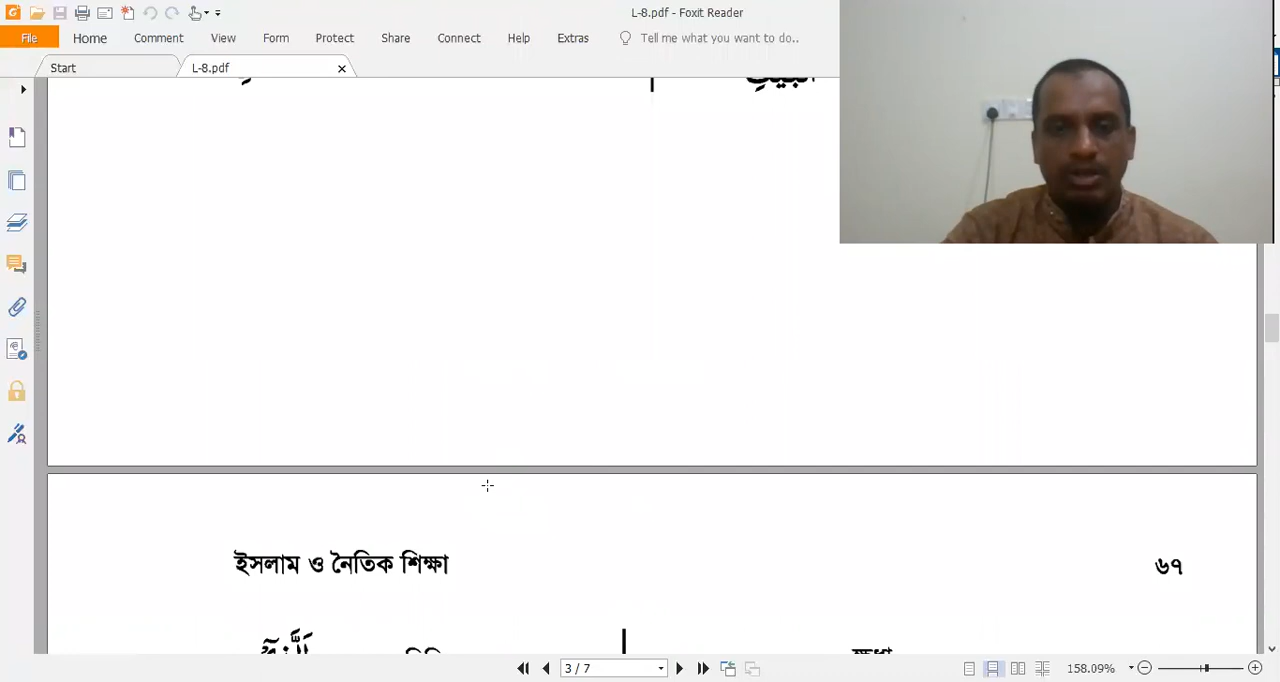 L-8.pdf - Foxit Reader
File Home Comment View Form Protect Share Connect Help Extras Tell me what you want to do..
Start L-8.pdf
ইসলাম ও নৈতিক শিক্ষা ৬৭
3 / 7 158.09%